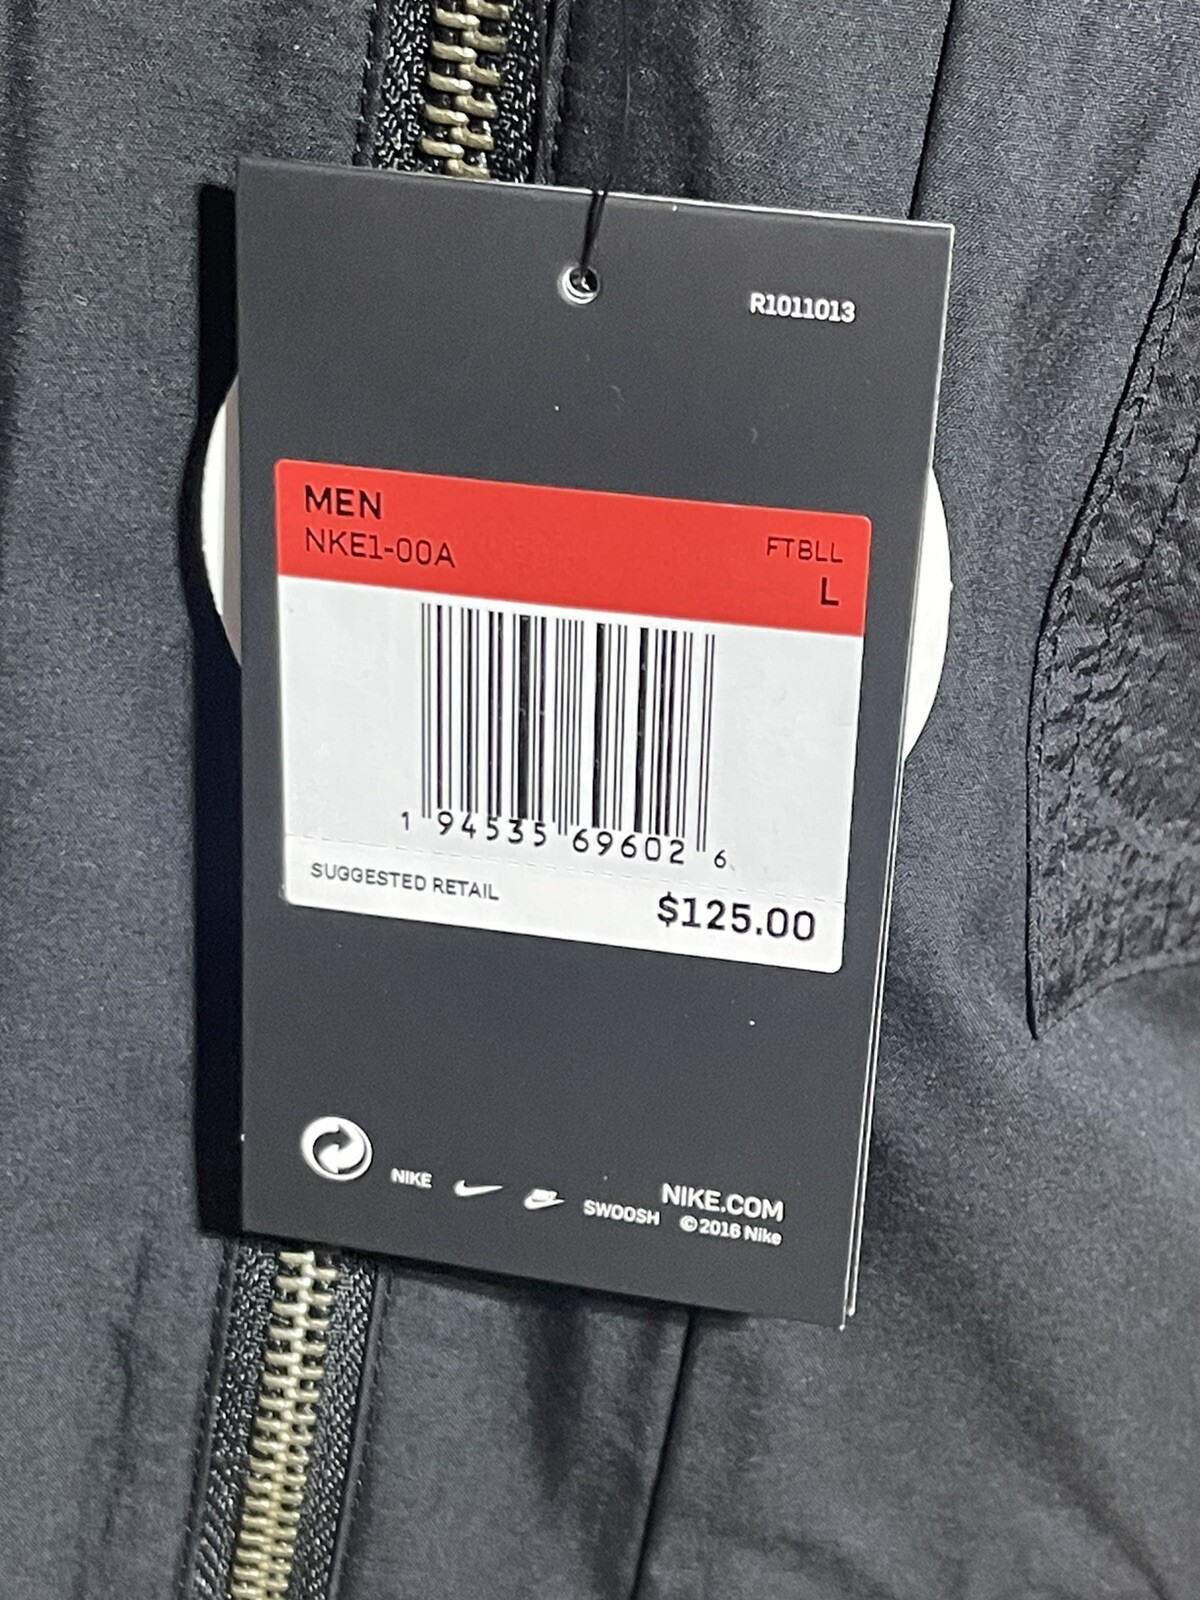 R1011013
MEN
NKE1-00A
FTBLL
L
1 94535 69602 6
SUGGESTED RETAIL
$125.00
NIKE
SWOOSH
NIKE.COM
© 2016 Nike